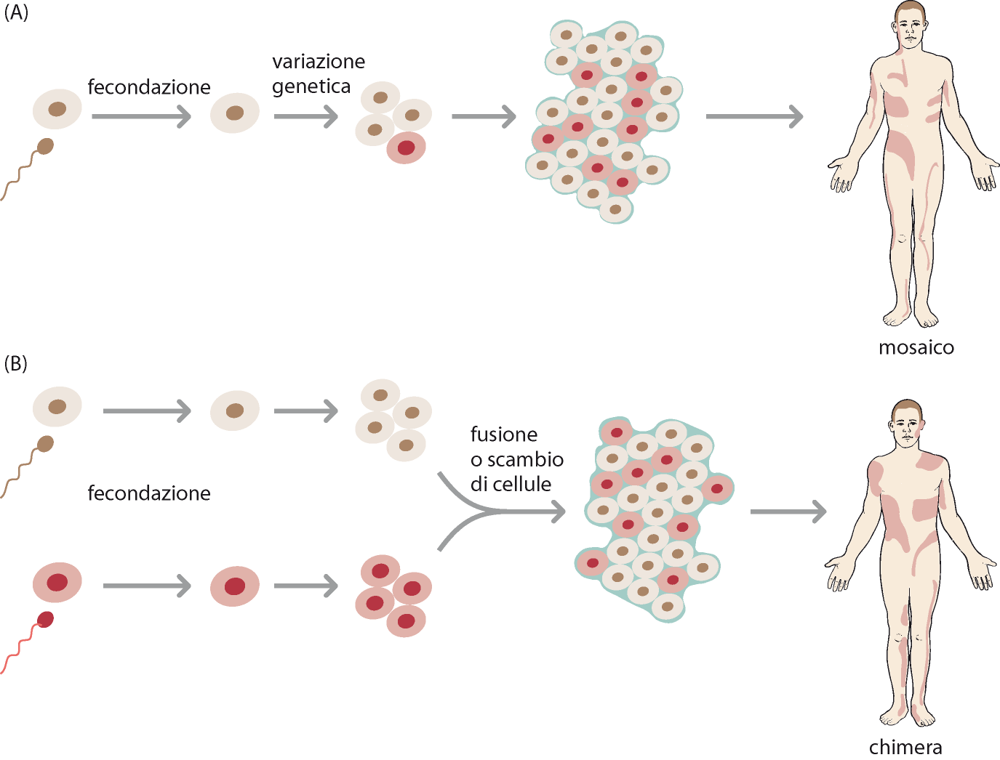 (A)
fecondazione
variazione
genetica
mosaico
(B)
fecondazione
fusione
o scambio
di cellule
chimera